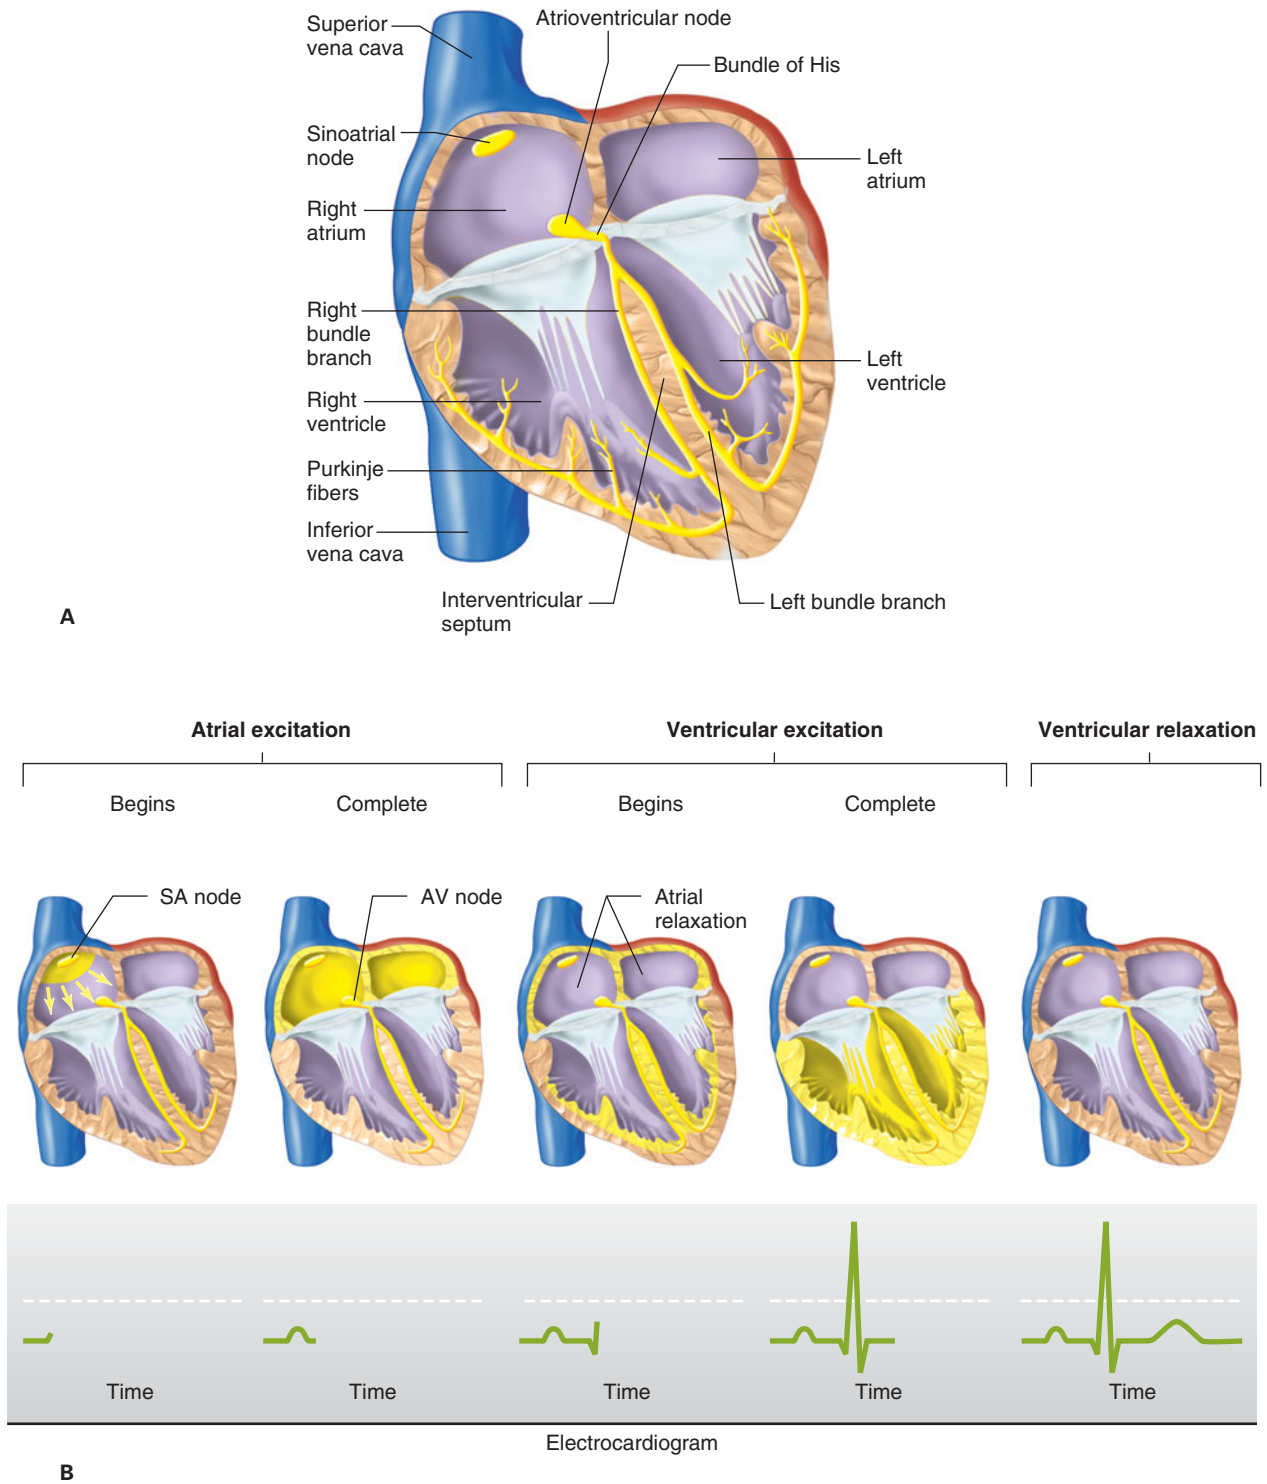 Superior
vena cava
Atrioventricular node
Bundle of His
Sinoatrial
node
Left
atrium
Right
atrium
Right
bundle
branch
Left
ventricle
Right
ventricle
Purkinje
fibers
Inferior
vena cava
Interventricular
septum
Left bundle branch
A
Atrial excitation
Ventricular excitation
Ventricular relaxation
Begins
Complete
Begins
Complete
SA node
AV node
Atrial
relaxation
Time
Time
Time
Time
Time
Electrocardiogram
B